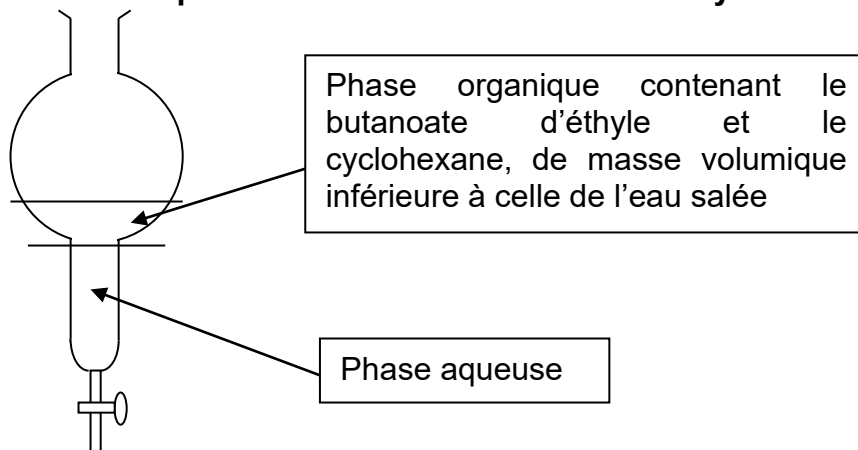 Phase organique contenant le
butanoate d’éthyle et le
cyclohexane, de masse volumique
inférieure à celle de l’eau salée
Phase aqueuse